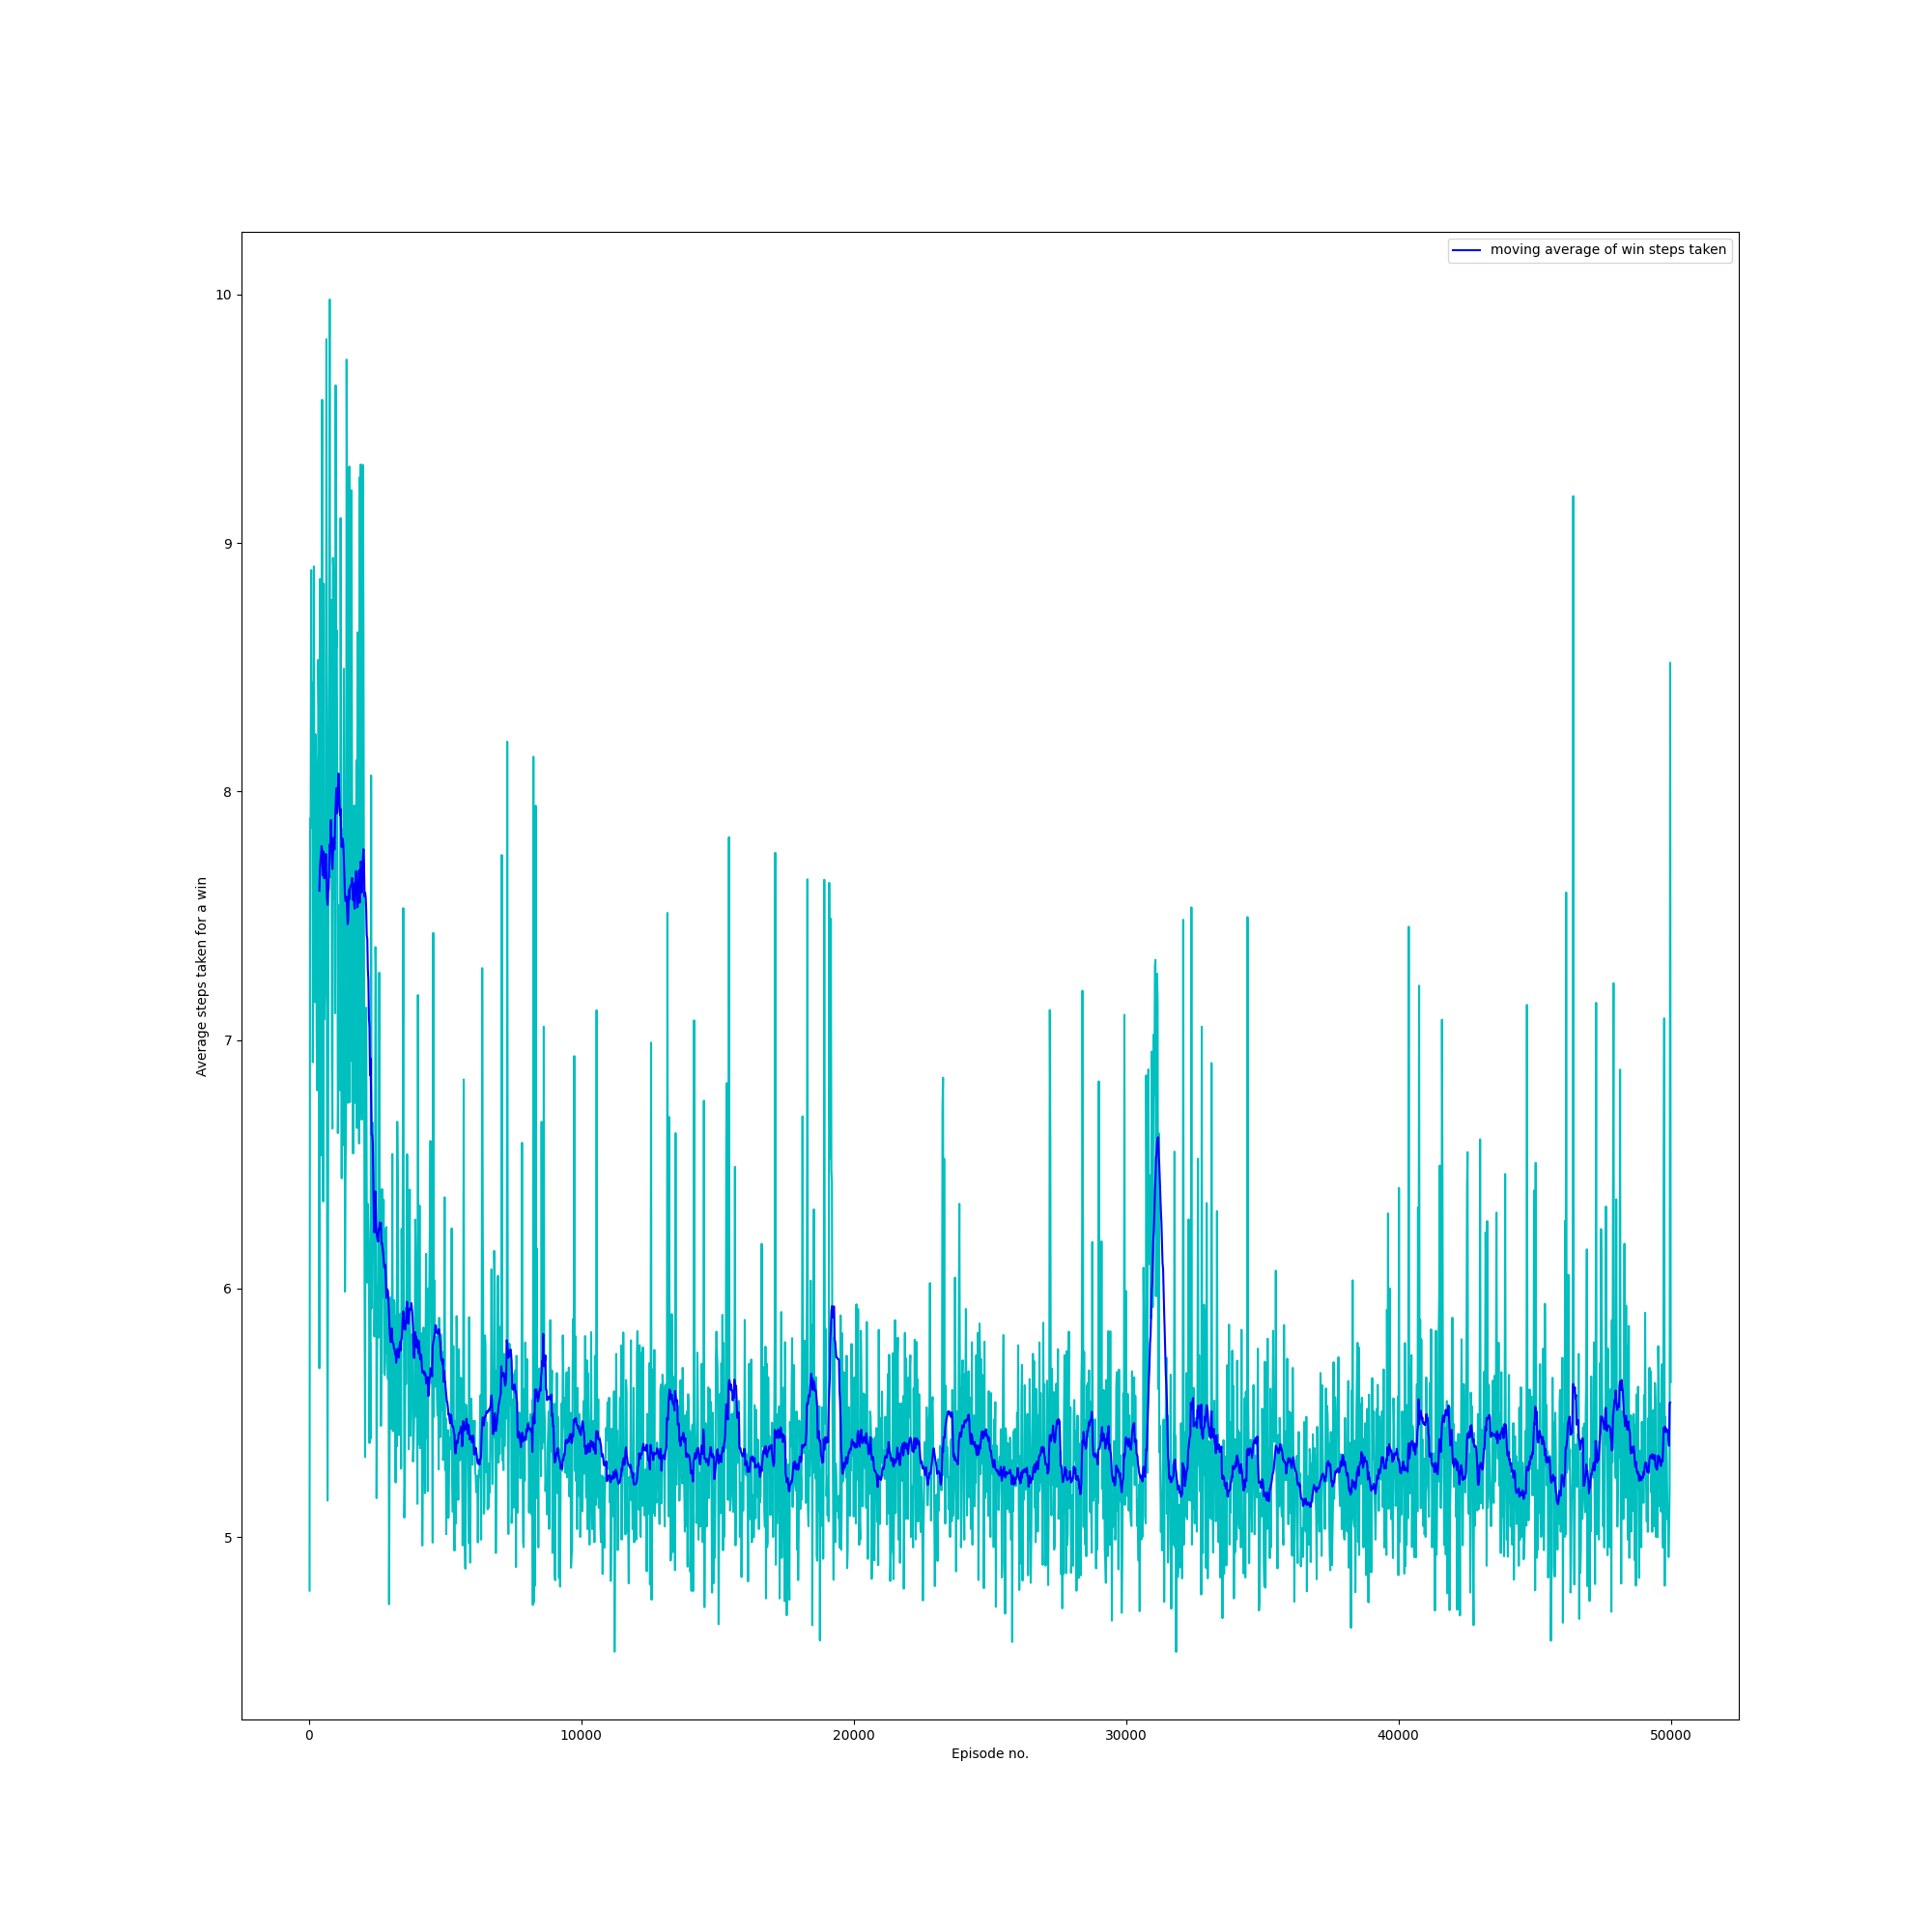 moving average of win steps taken
10
9
8
7
6
5
Average steps taken for a win
0 10000 20000 30000 40000 50000
Episode no.